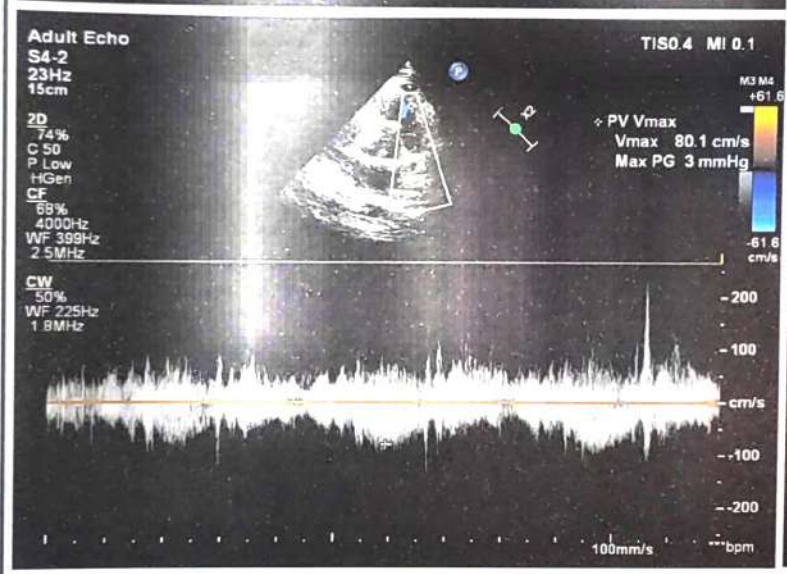 Adult Echo
S4-2
23Hz
15cm
2D
74%
C 50
P Low
HGen
CF
68%
4000Hz
WF 399Hz
2.5MHz
CW
50%
WF 225Hz
1.8MHz
P
x2
TIS0.4 MI 0.1
M3 M4
+61.6
PV Vmax
Vmax 80.1 cm/s
Max PG 3 mmHg
-61.6
cm/s
200
100
cm/s
-100
-200
100mm/s
---bpm